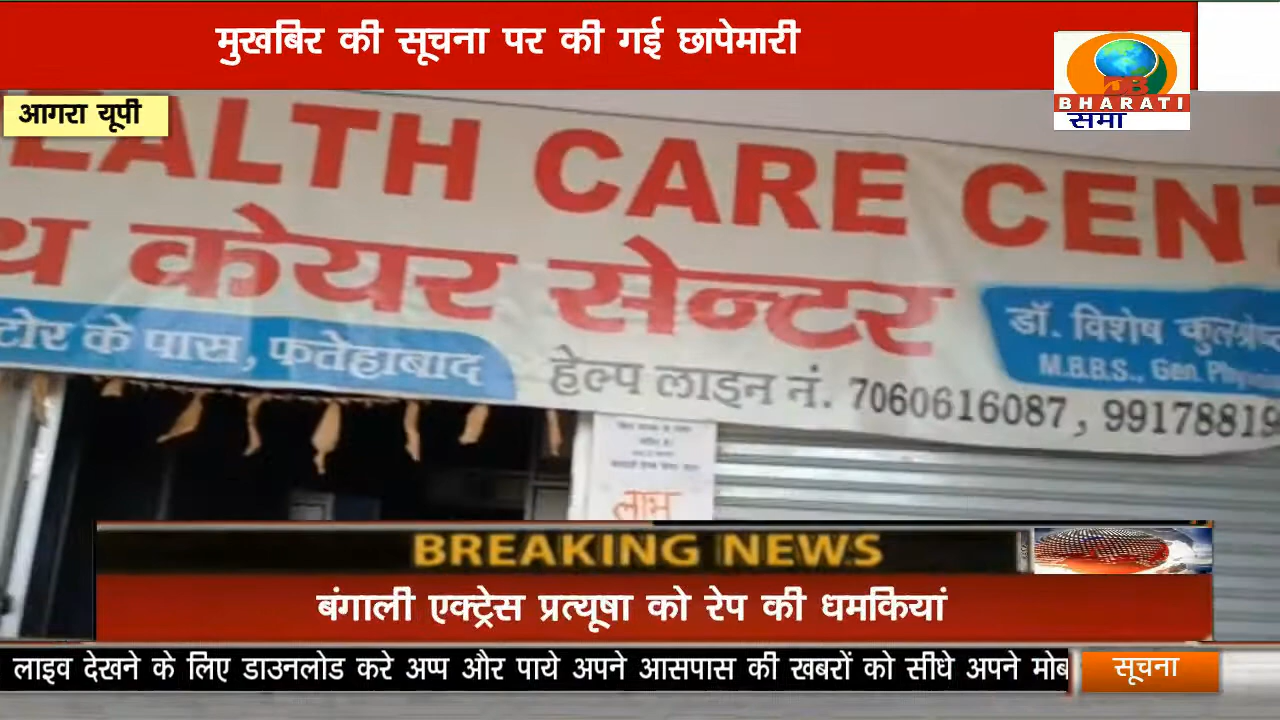 मुखबिर की सूचना पर की गई छापेमारी
BHARATI
समा
आगरा यूपी
EALTH CARE CENT
थ केयर सेन्टर
टोर के पास, फतेहाबाद
हेल्प लाइन नं. 7060616087, 99178819
डॉ. विशेष कुलश्रेष्ठ
M.B.B.S., Gen. Physi
लाभ
BREAKING NEWS
बंगाली एक्ट्रेस प्रत्यूषा को रेप की धमकियां
लाइव देखने के लिए डाउनलोड करे अप्प और पाये अपने आसपास की खबरों को सीधे अपने मोब
सूचना